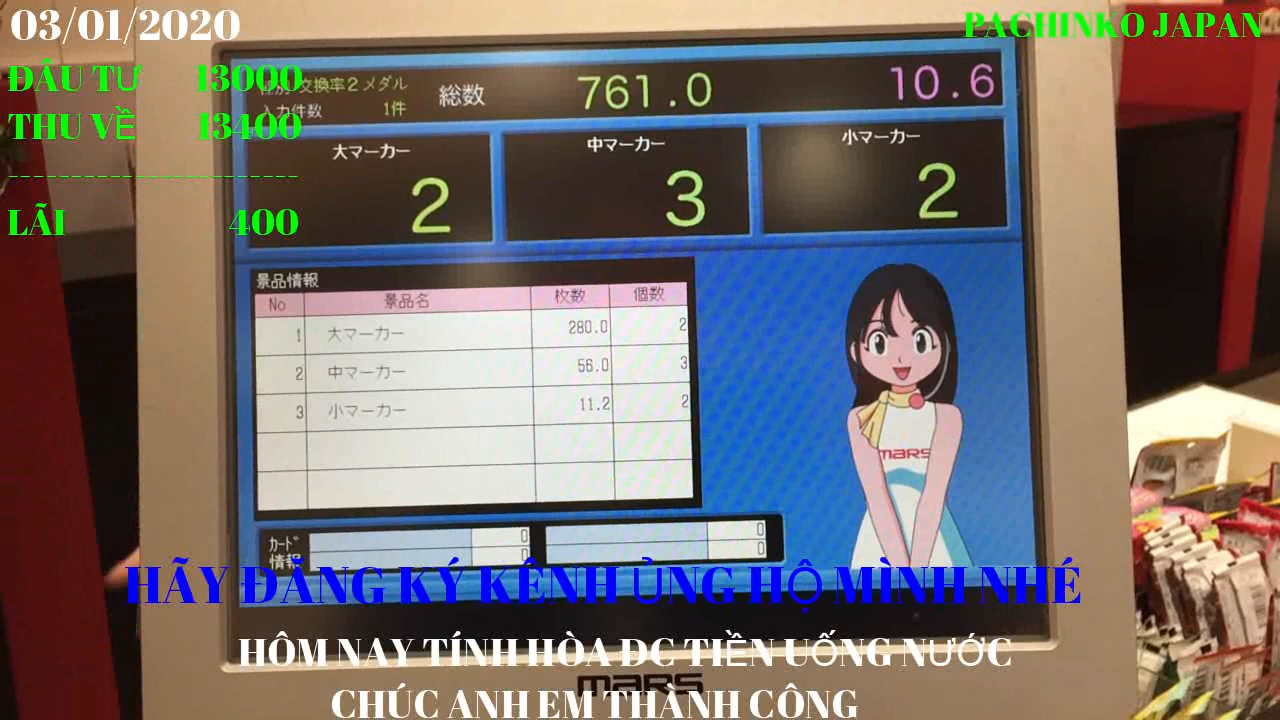 03/01/2020
PACHINKO JAPAN
ĐẦU TƯ 13000
THU VỀ 13400
-----------------------
LÃI 400
交換率2メダル
入力件数 1件
総数 761.0 10.6
大マーカー 中マーカー 小マーカー
2 3 2
景品情報
No 景品名 枚数 個数
1 大マーカー 280.0 2
2 中マーカー 56.0 3
3 小マーカー 11.2 2
mars
カード 0 0
情報 0 0
HÃY ĐĂNG KÝ KÊNH ỦNG HỘ MÌNH NHÉ
HÔM NAY TÍNH HÒA ĐC TIỀN UỐNG NƯỚC
mars
CHÚC ANH EM THÀNH CÔNG